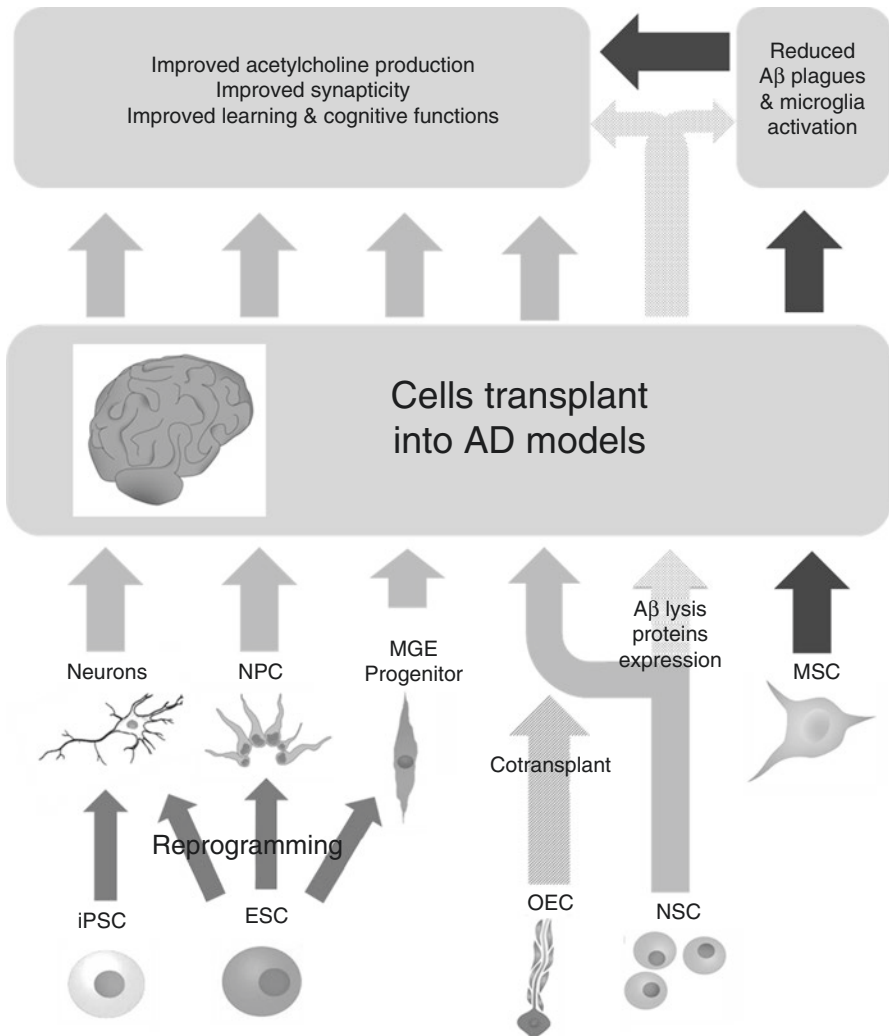 Improved acetylcholine production
Improved synapticity
Improved learning & cognitive functions
Reduced
Aβ plagues
& microglia
activation
Cells transplant
into AD models
Neurons
NPC
MGE
Progenitor
Aβ lysis
proteins
expression
MSC
Cotransplant
Reprogramming
iPSC
ESC
OEC
NSC